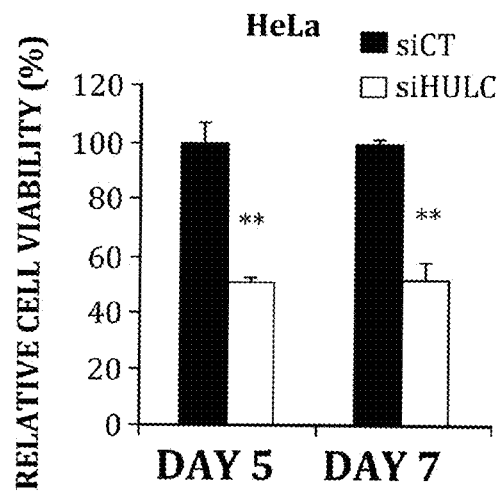 HeLa
siCT
siHULC
RELATIVE CELL VIABILITY (%)
120
100
80
60
40
20
0
**
**
DAY 5
DAY 7